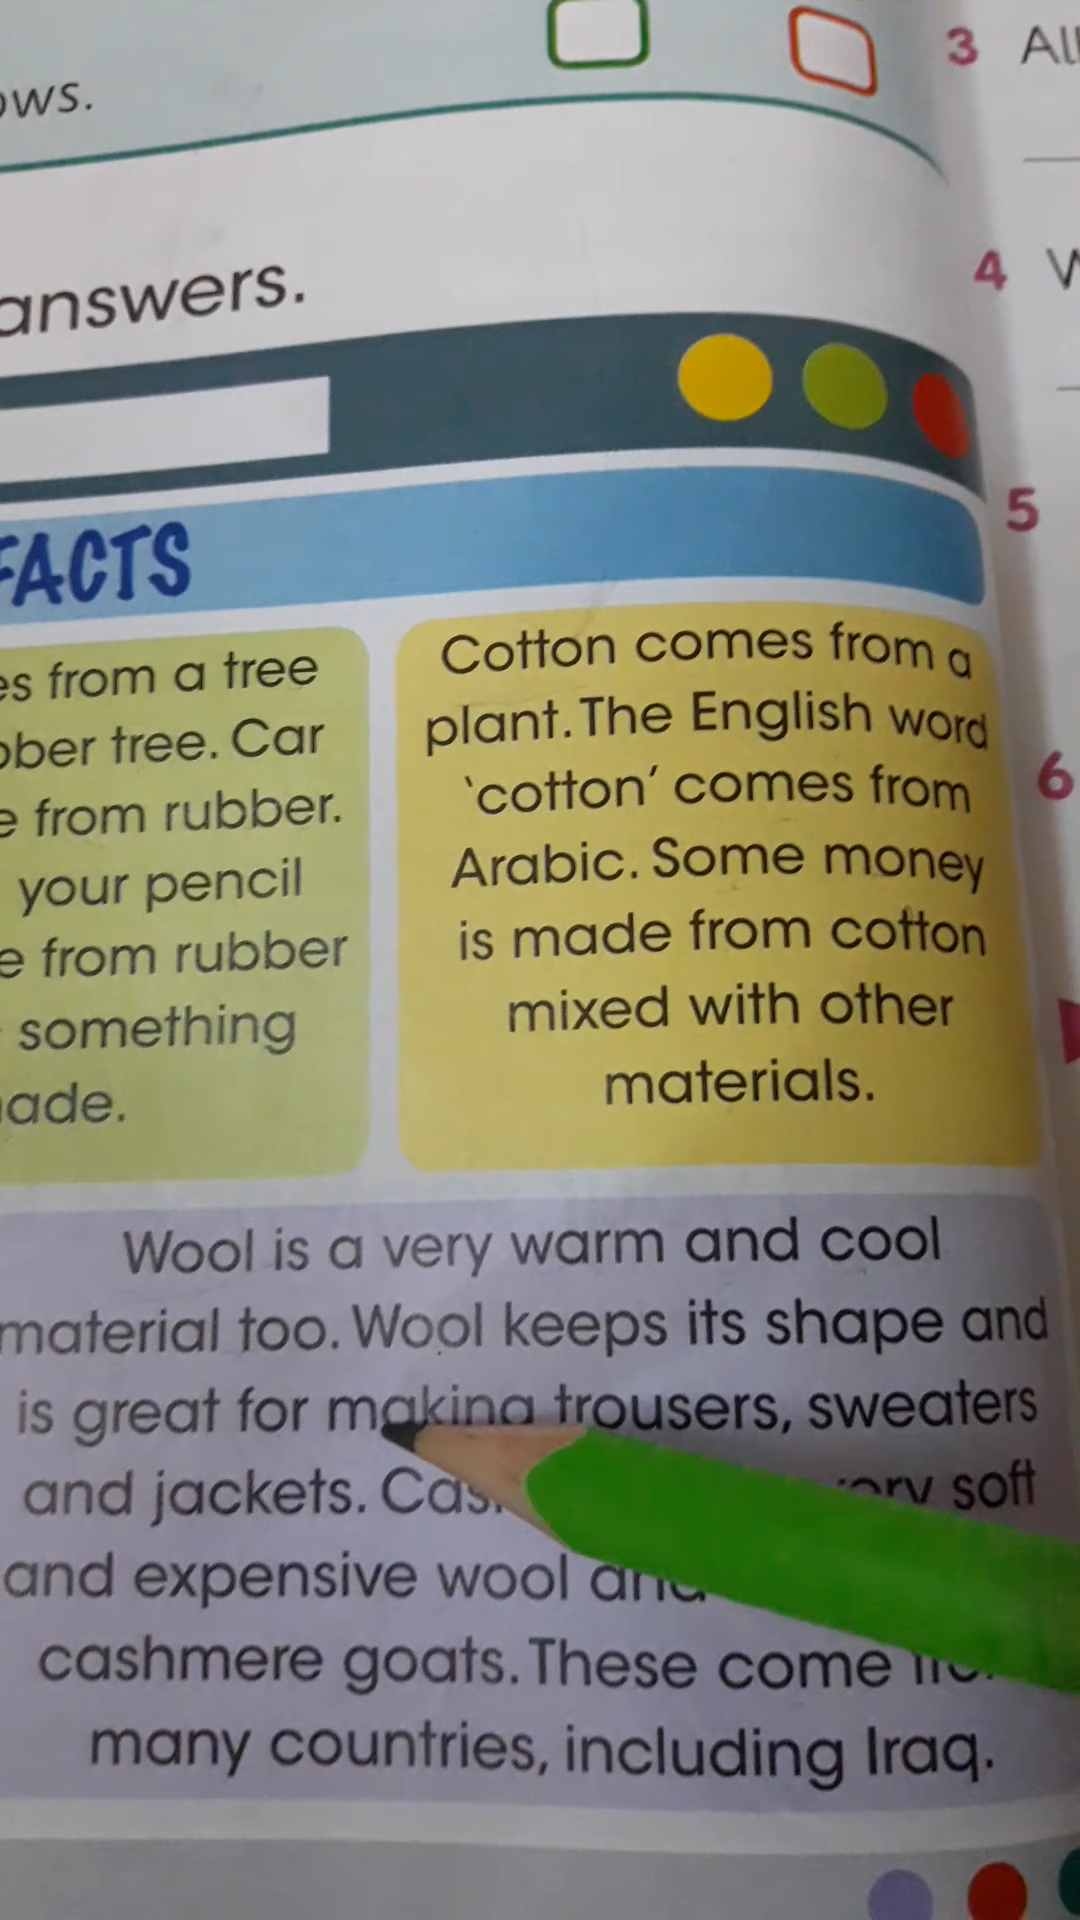 ows.
3 All
answers.
4
FACTS
5
6
es from a tree
ber tree. Car
e from rubber.
your pencil
e from rubber
something
ade.
Cotton comes from a
plant. The English word
‘cotton’ comes from
Arabic. Some money
is made from cotton
mixed with other
materials.
Wool is a very warm and cool
material too. Wool keeps its shape and
is great for making trousers, sweaters
and jackets. soft
and expensive wool
cashmere goats. These come
many countries, including Iraq.